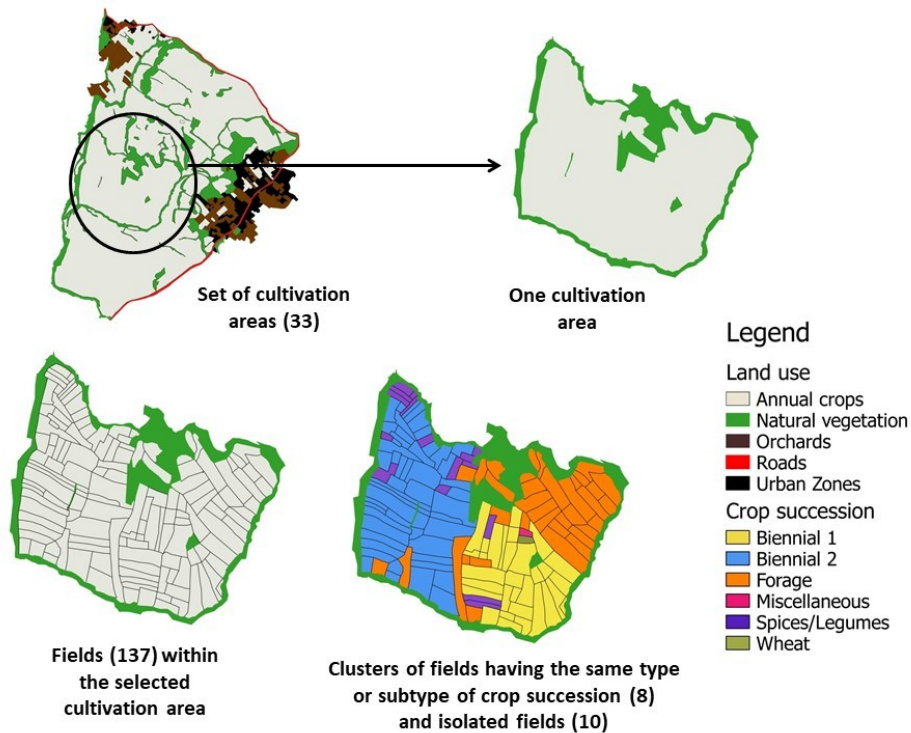 Set of cultivation
areas (33)
One cultivation
area
Legend
Land use
Annual crops
Natural vegetation
Orchards
Roads
Urban Zones
Crop succession
Biennial 1
Biennial 2
Forage
Miscellaneous
Spices/Legumes
Wheat
Fields (137) within
the selected
cultivation area
Clusters of fields having the same type
or subtype of crop succession (8)
and isolated fields (10)